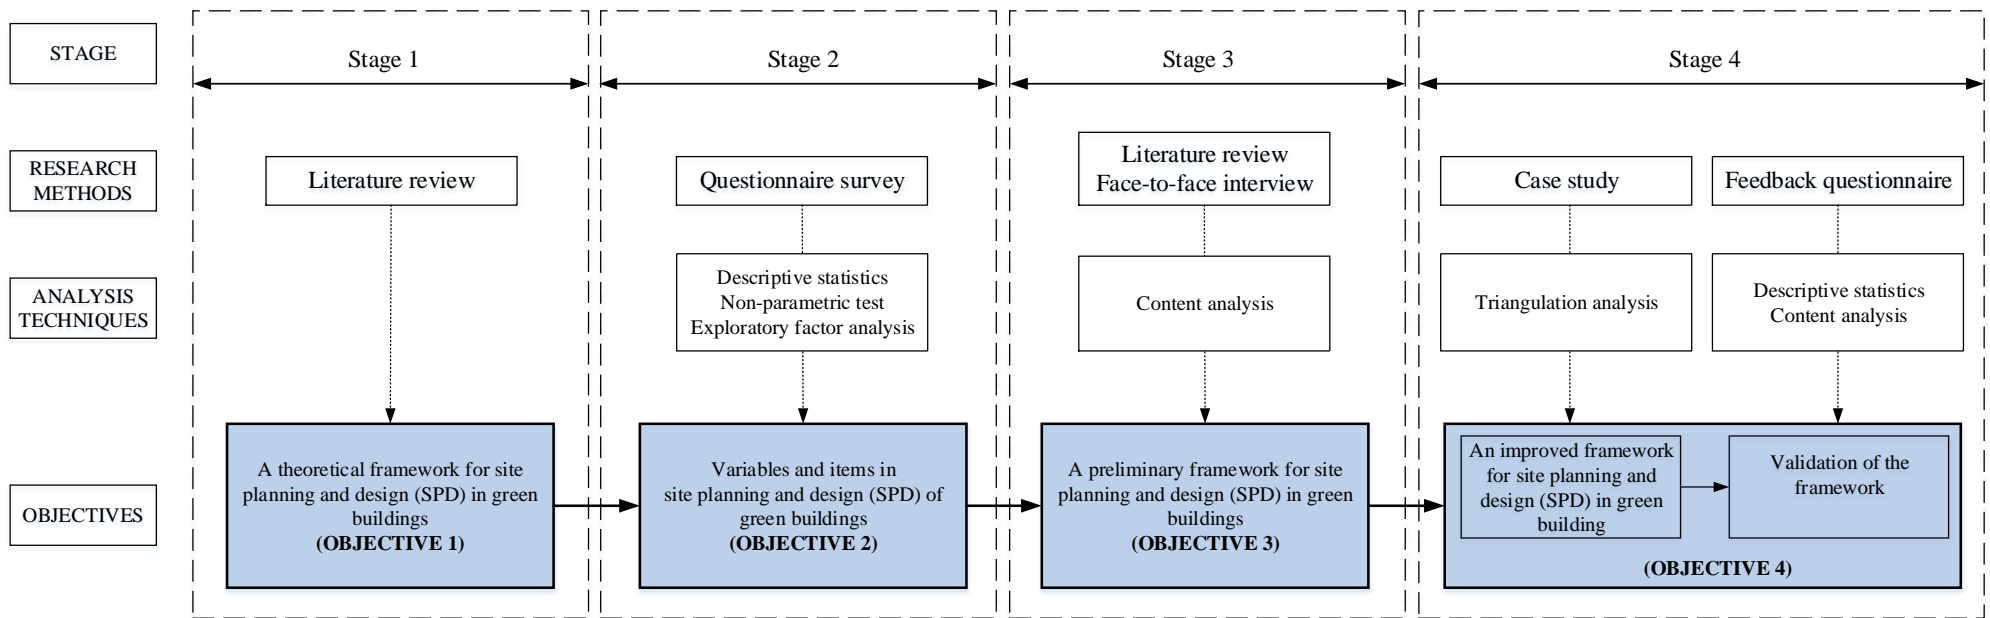 STAGE
Stage 1
Stage 2
Stage 3
Stage 4
RESEARCH
METHODS
Literature review
Questionnaire survey
Literature review
Face-to-face interview
Case study
Feedback questionnaire
ANALYSIS
TECHNIQUES
Descriptive statistics
Non-parametric test
Exploratory factor analysis
Content analysis
Triangulation analysis
Descriptive statistics
Content analysis
OBJECTIVES
A theoretical framework for site
planning and design (SPD) in green
buildings
(OBJECTIVE 1)
Variables and items in
site planning and design (SPD) of
green buildings
(OBJECTIVE 2)
A preliminary framework for site
planning and design (SPD) in green
buildings
(OBJECTIVE 3)
An improved framework
for site planning and
design (SPD) in green
building
Validation of the
framework
(OBJECTIVE 4)